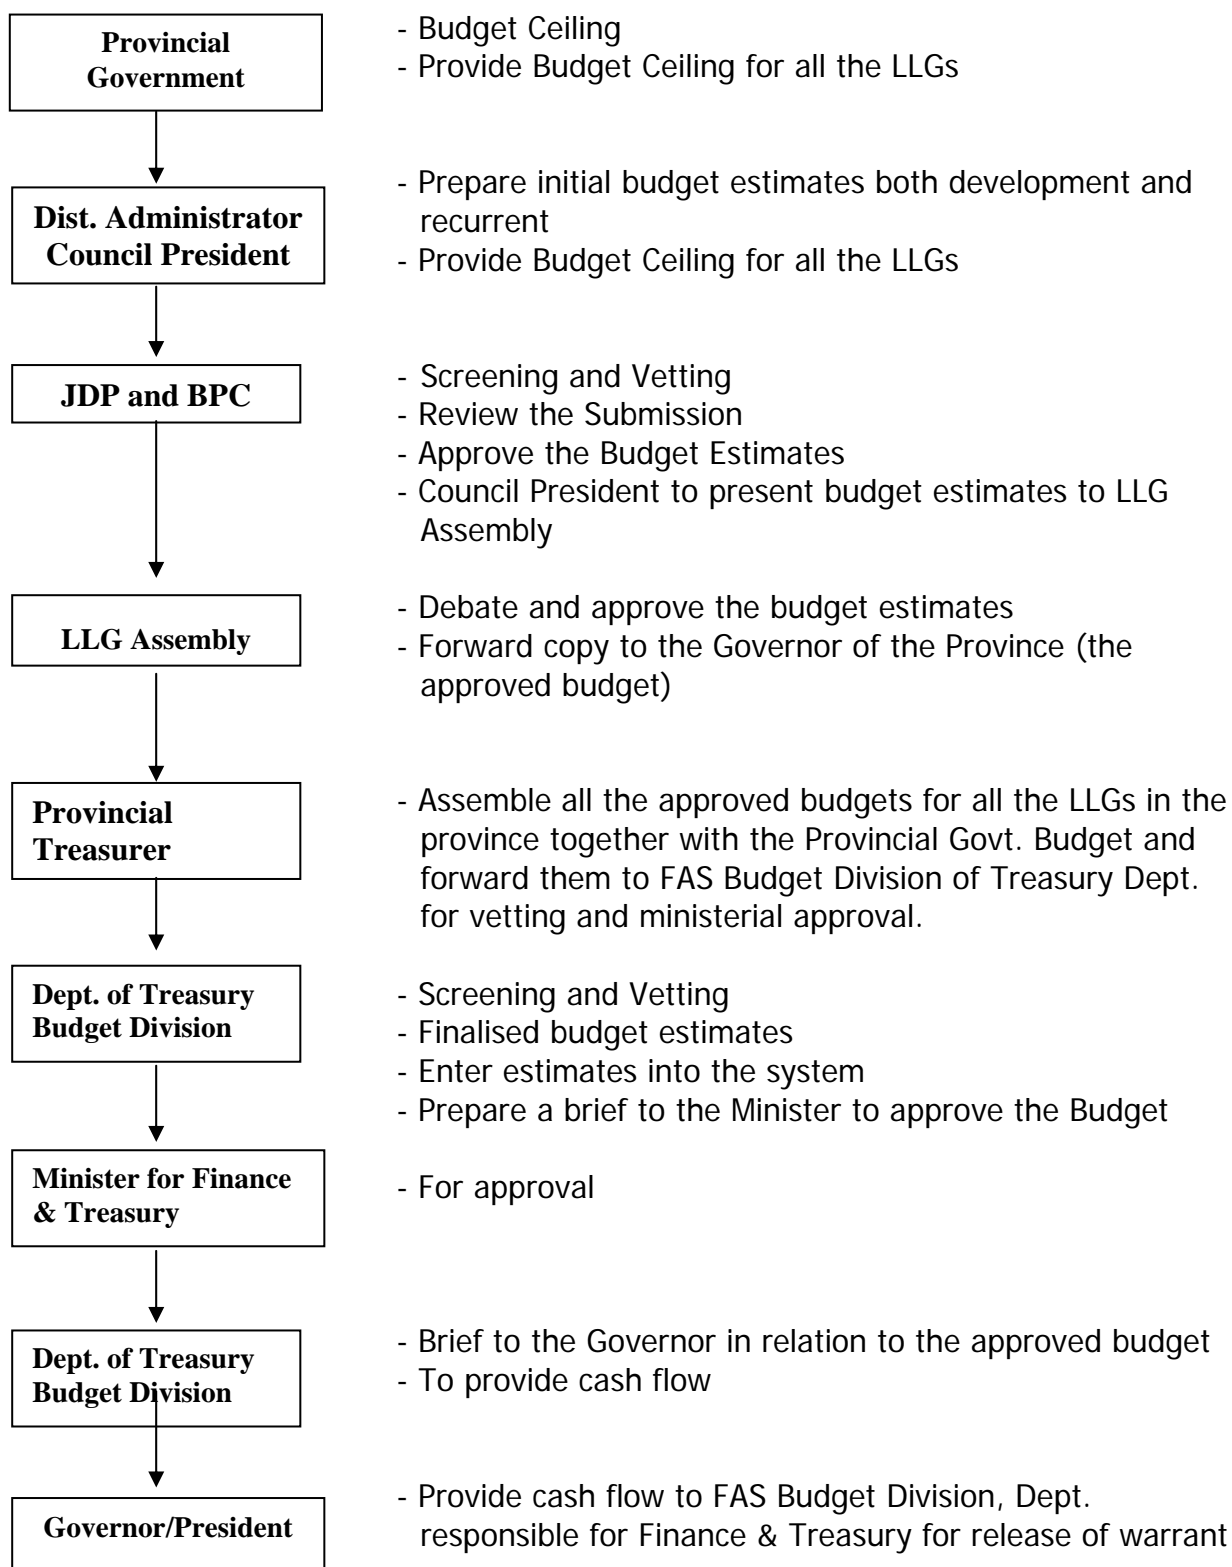 Provincial
Government
- Budget Ceiling
- Provide Budget Ceiling for all the LLGs
Dist. Administrator
Council President
- Prepare initial budget estimates both development and
recurrent
- Provide Budget Ceiling for all the LLGs
JDP and BPC
- Screening and Vetting
- Review the Submission
- Approve the Budget Estimates
- Council President to present budget estimates to LLG
Assembly
LLG Assembly
- Debate and approve the budget estimates
- Forward copy to the Governor of the Province (the
approved budget)
Provincial
Treasurer
- Assemble all the approved budgets for all the LLGs in the
province together with the Provincial Govt. Budget and
forward them to FAS Budget Division of Treasury Dept.
for vetting and ministerial approval.
Dept. of Treasury
Budget Division
- Screening and Vetting
- Finalised budget estimates
- Enter estimates into the system
- Prepare a brief to the Minister to approve the Budget
Minister for Finance
& Treasury
- For approval
Dept. of Treasury
Budget Division
- Brief to the Governor in relation to the approved budget
- To provide cash flow
Governor/President
- Provide cash flow to FAS Budget Division, Dept.
responsible for Finance & Treasury for release of warrant